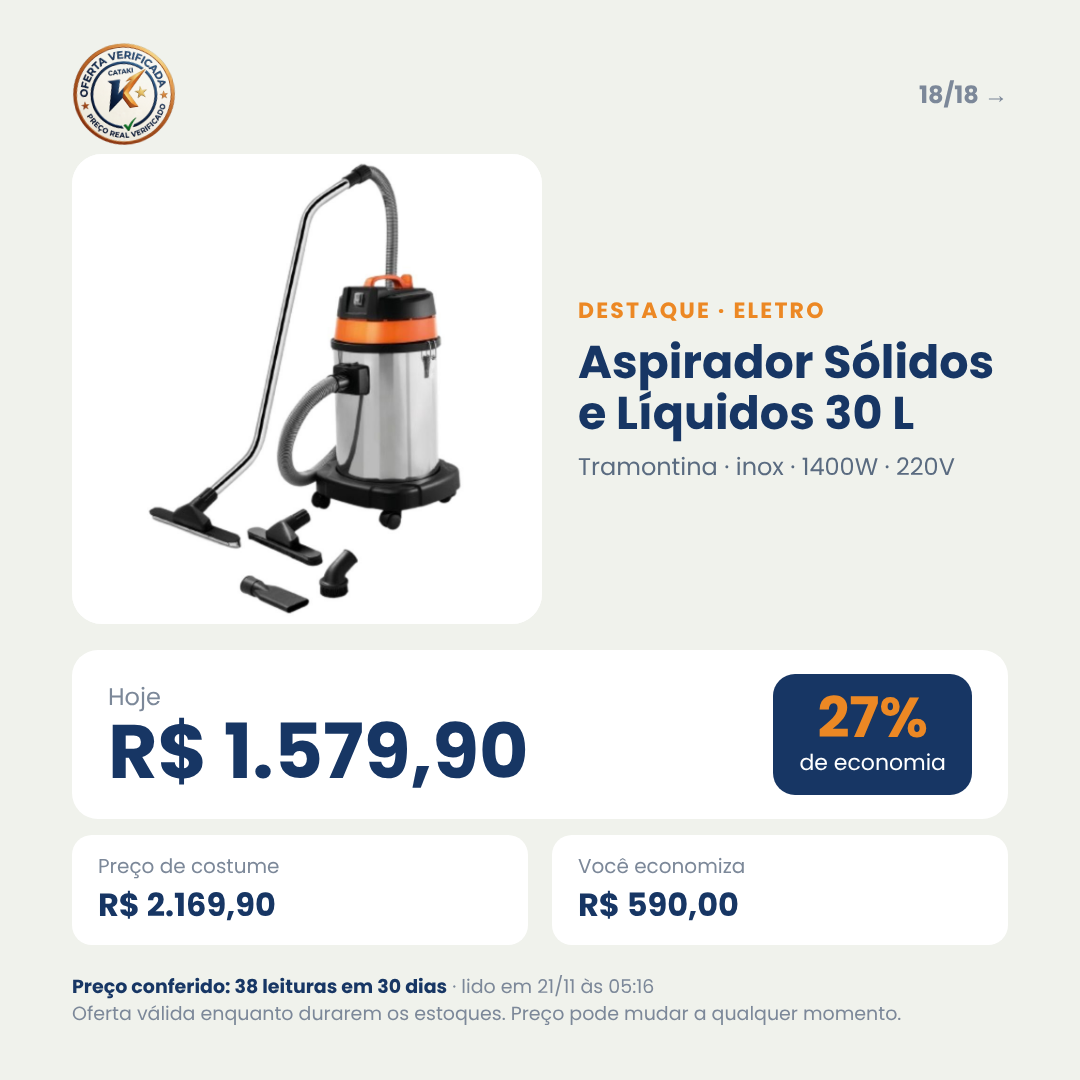 OFERTA VERIFICADA
CATAKI
K
PREÇO REAL VERIFICADO
18/18 →
DESTAQUE · ELETRO
Aspirador Sólidos
e Líquidos 30 L
Tramontina · inox · 1400W · 220V
Hoje
R$ 1.579,90
27%
de economia
Preço de costume
R$ 2.169,90
Você economiza
R$ 590,00
Preço conferido: 38 leituras em 30 dias · lido em 21/11 às 05:16
Oferta válida enquanto durarem os estoques. Preço pode mudar a qualquer momento.